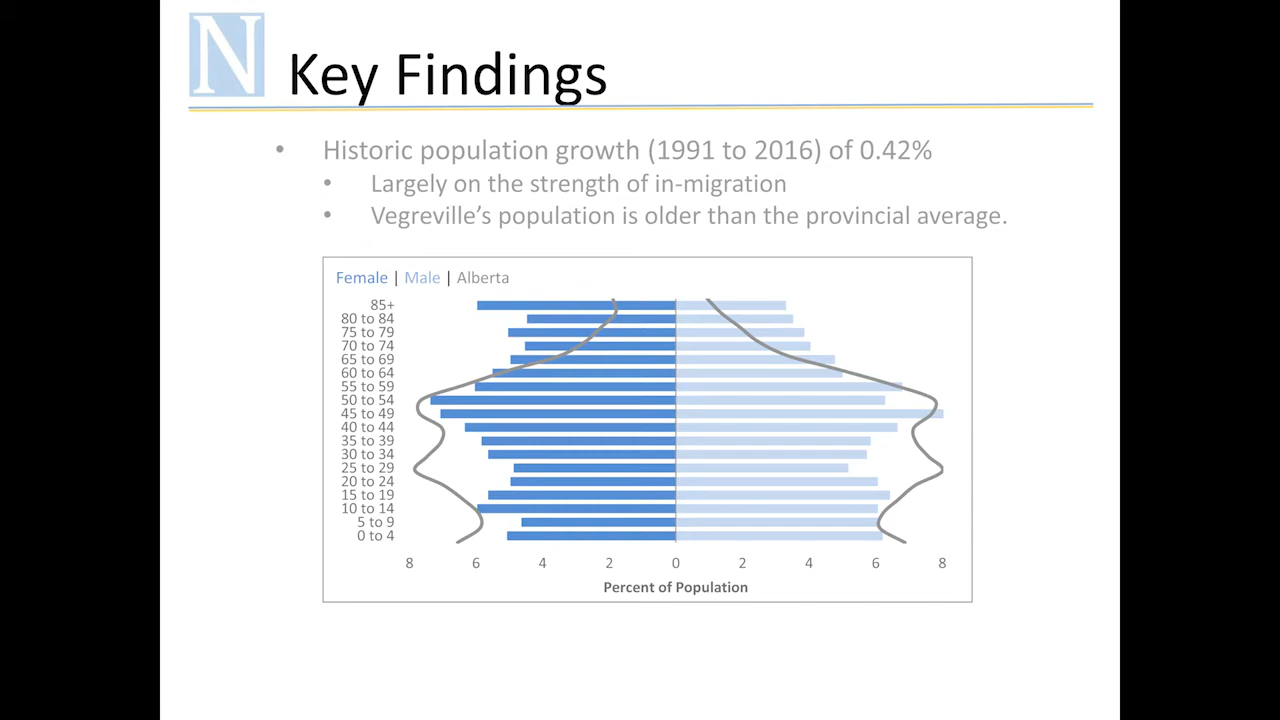 N
Key Findings
• Historic population growth (1991 to 2016) of 0.42%
• Largely on the strength of in-migration
• Vegreville’s population is older than the provincial average.
Female | Male | Alberta
85+
80 to 84
75 to 79
70 to 74
65 to 69
60 to 64
55 to 59
50 to 54
45 to 49
40 to 44
35 to 39
30 to 34
25 to 29
20 to 24
15 to 19
10 to 14
5 to 9
0 to 4
8 6 4 2 0 2 4 6 8
Percent of Population